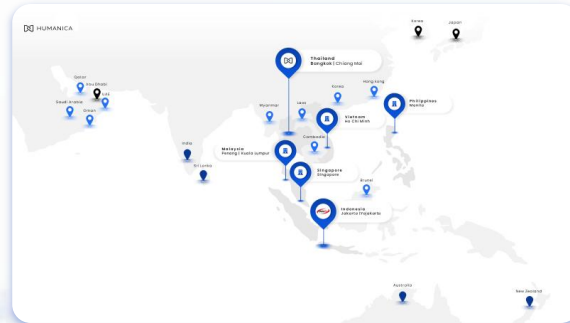 HUMANICA
Korea
Japan
Thailand
Bangkok | Chiang Mai
Qatar
Abu Dhabi
UAE
Saudi Arabia
Oman
Myanmar
Laos
Korea
Hong Kong
Philippines
Manila
Vietnam
Ho Chi Minh
Cambodia
India
Sri Lanka
Malaysia
Penang | Kuala Lumpur
Singapore
Singapore
Brunei
Indonesia
Australia
New Zealand